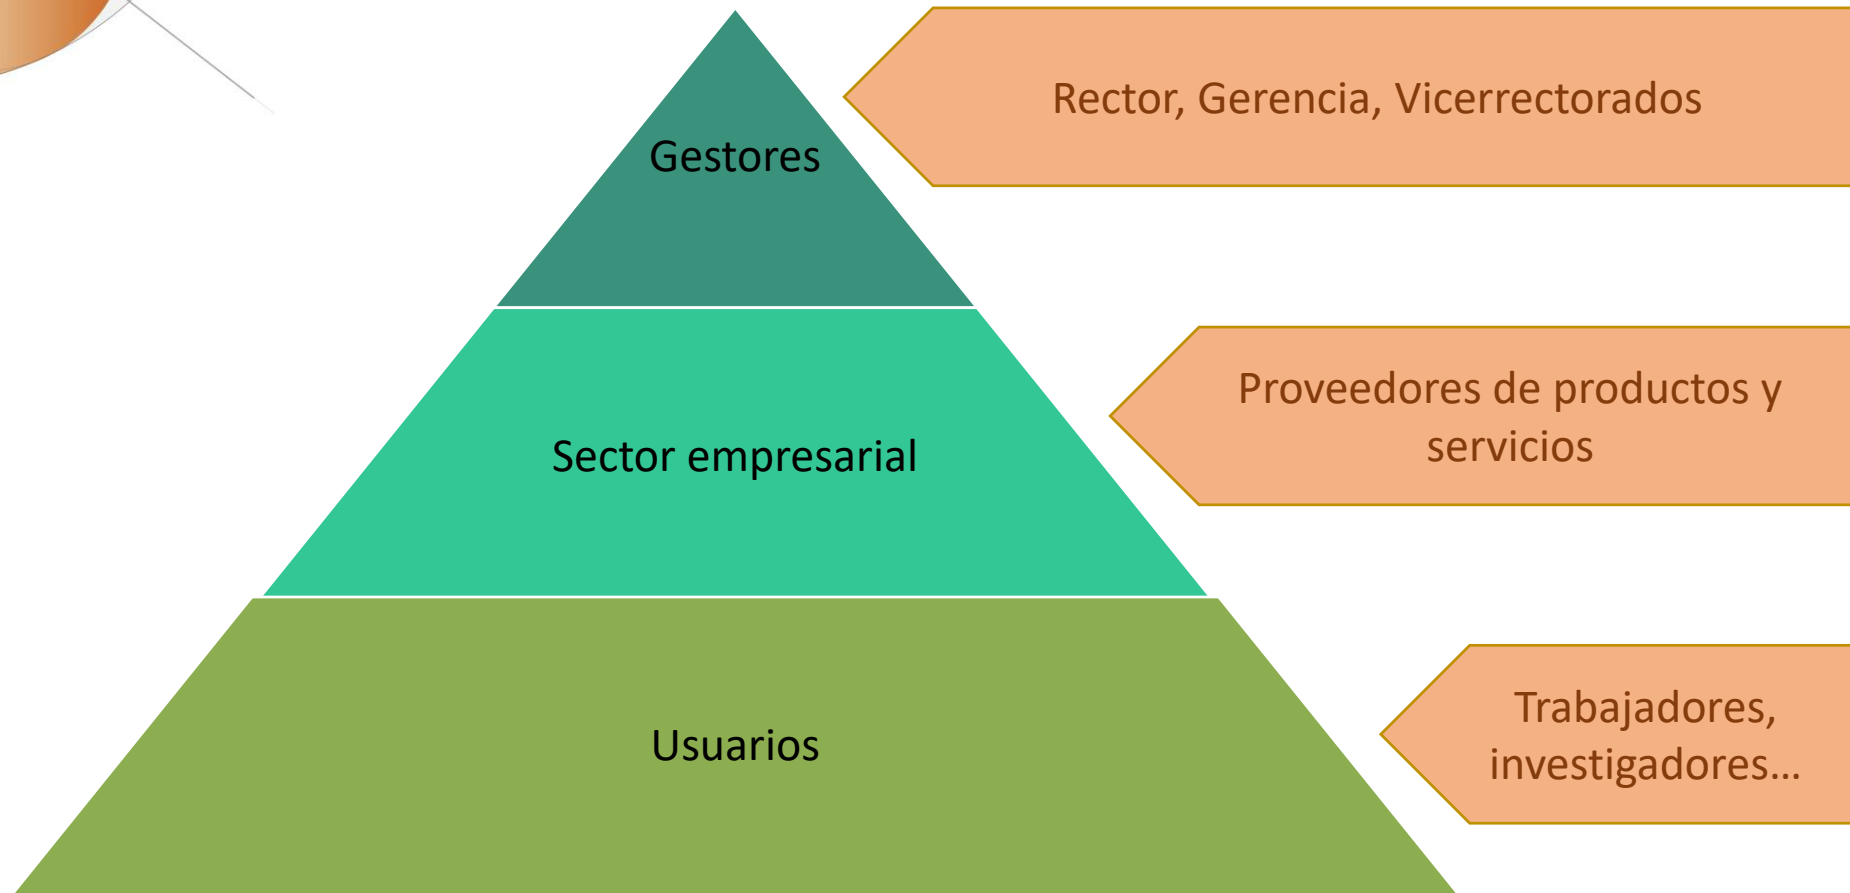 Rector, Gerencia, Vicerrectorados
Gestores
Proveedores de productos y
servicios
Sector empresarial
Trabajadores,
investigadores...
Usuarios